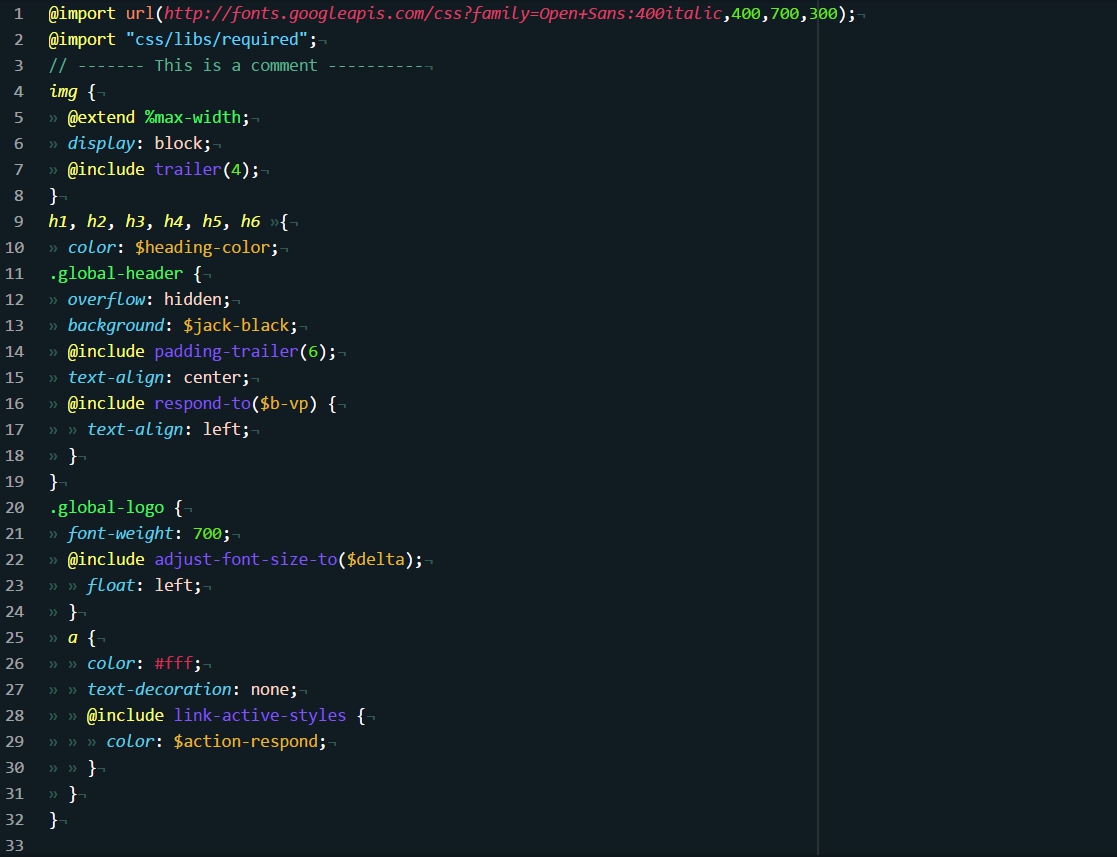 1 @import url(http://fonts.googleapis.com/css?family=Open+Sans:400italic,400,700,300);¬
2 @import "css/libs/required";¬
3 // ------- This is a comment -----------¬
4 img {¬
5 » @extend %max-width;¬
6 » display: block;¬
7 » @include trailer(4);¬
8 }¬
9 h1, h2, h3, h4, h5, h6 »{¬
10 » color: $heading-color;¬
11 .global-header {¬
12 » overflow: hidden;¬
13 » background: $jack-black;¬
14 » @include padding-trailer(6);¬
15 » text-align: center;¬
16 » @include respond-to($b-vp) {¬
17 » » text-align: left;¬
18 » }¬
19 }¬
20 .global-logo {¬
21 » font-weight: 700;¬
22 » @include adjust-font-size-to($delta);¬
23 » » float: left;¬
24 » }¬
25 » a {¬
26 » » color: #fff;¬
27 » » text-decoration: none;¬
28 » » @include link-active-styles {¬
29 » » » color: $action-respond;¬
30 » » }¬
31 » }¬
32 }¬
33